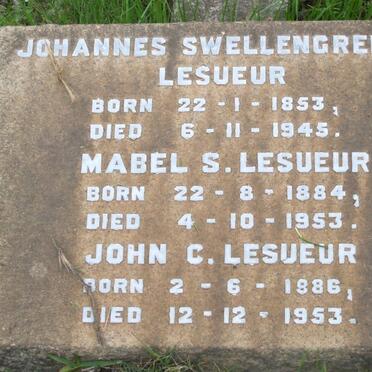 JOHANNES SWELLENGRE
LESUEUR
BORN 22-1-1853,
DIED 6-11-1945.
MABEL S. LESUEUR
BORN 22-8-1884,
DIED 4-10-1953.
JOHN C. LESUEUR
BORN 2-6-1886,
DIED 12-12-1953.